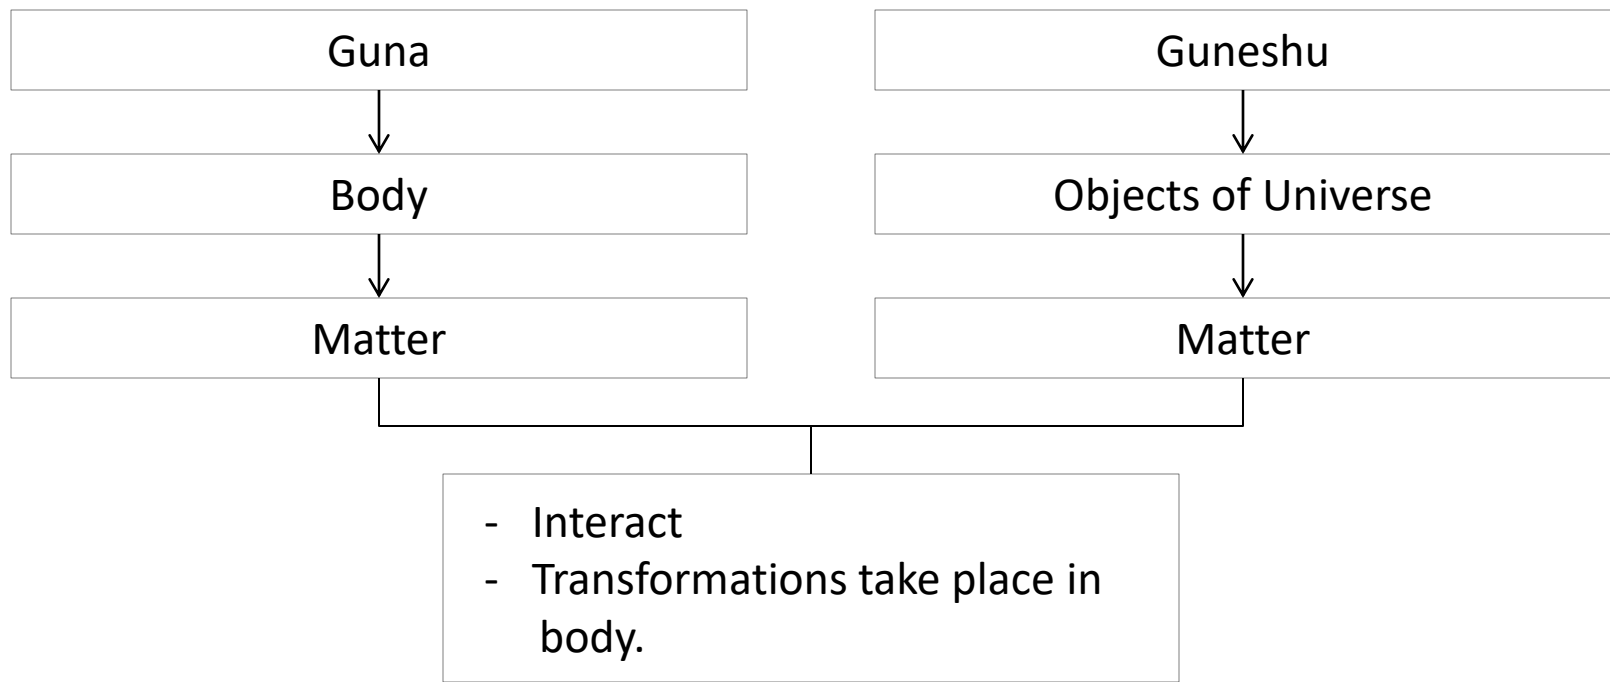 Guna
Guneshu
Body
Objects of Universe
Matter
Matter
- Interact
- Transformations take place in
body.